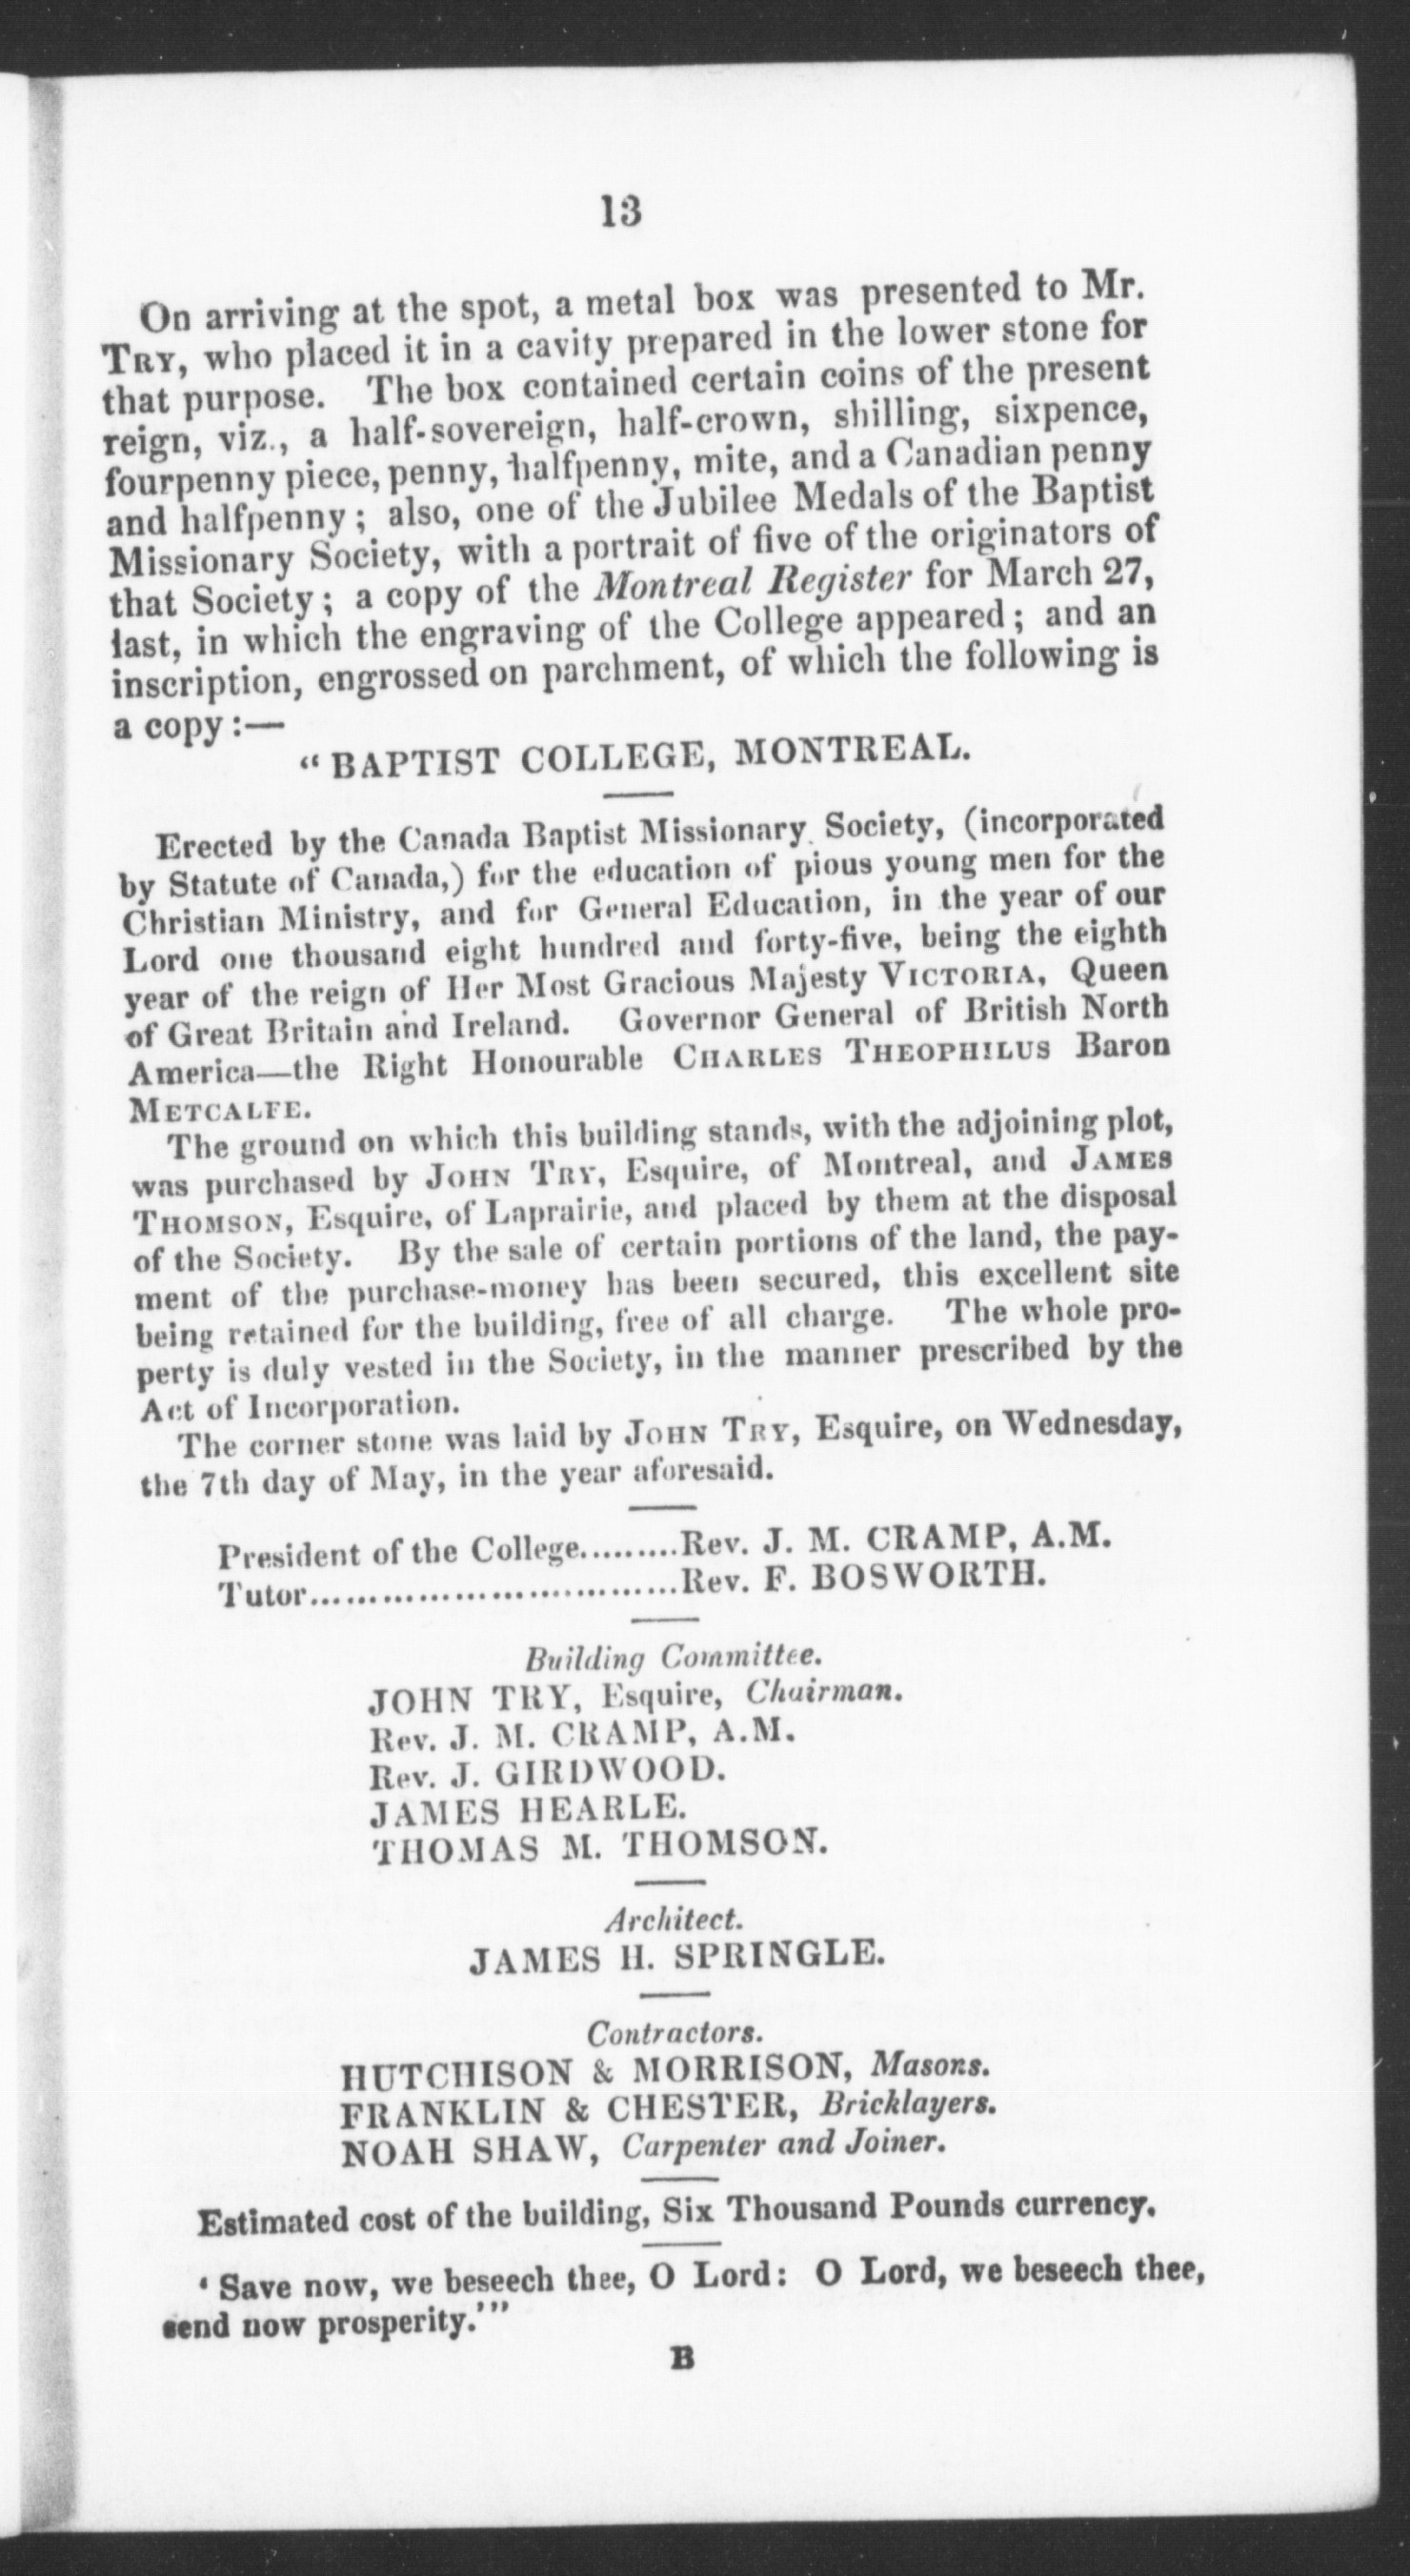 13
On arriving at the spot, a metal box was presented to Mr.
TRY, who placed it in a cavity prepared in the lower stone for
that purpose. The box contained certain coins of the present
reign, viz., a half-sovereign, half-crown, shilling, sixpence,
fourpenny piece, penny, halfpenny, mite, and a Canadian penny
and halfpenny; also, one of the Jubilee Medals of the Baptist
Missionary Society, with a portrait of five of the originators of
that Society; a copy of the Montreal Register for March 27,
last, in which the engraving of the College appeared; and an
inscription, engrossed on parchment, of which the following is
a copy:—
“BAPTIST COLLEGE, MONTREAL.
Erected by the Canada Baptist Missionary Society, (incorporated
by Statute of Canada,) for the education of pious young men for the
Christian Ministry, and for General Education, in the year of our
Lord one thousand eight hundred and forty-five, being the eighth
year of the reign of Her Most Gracious Majesty VICTORIA, Queen
of Great Britain and Ireland. Governor General of British North
America—the Right Honourable CHARLES THEOPHILUS Baron
METCALFE.
The ground on which this building stands, with the adjoining plot,
was purchased by JOHN TRY, Esquire, of Montreal, and JAMES
THOMSON, Esquire, of Laprairie, and placed by them at the disposal
of the Society. By the sale of certain portions of the land, the pay-
ment of the purchase-money has been secured, this excellent site
being retained for the building, free of all charge. The whole pro-
perty is duly vested in the Society, in the manner prescribed by the
Act of Incorporation.
The corner stone was laid by JOHN TRY, Esquire, on Wednesday,
the 7th day of May, in the year aforesaid.
President of the College.........Rev. J. M. CRAMP, A.M.
Tutor................................Rev. F. BOSWORTH.
Building Committee.
JOHN TRY, Esquire, Chairman.
Rev. J. M. CRAMP, A.M.
Rev. J. GIRDWOOD.
JAMES HEARLE.
THOMAS M. THOMSON.
Architect.
JAMES H. SPRINGLE.
Contractors.
HUTCHISON & MORRISON, Masons.
FRANKLIN & CHESTER, Bricklayers.
NOAH SHAW, Carpenter and Joiner.
Estimated cost of the building, Six Thousand Pounds currency.
‘Save now, we beseech thee, O Lord: O Lord, we beseech thee,
send now prosperity.’”
B